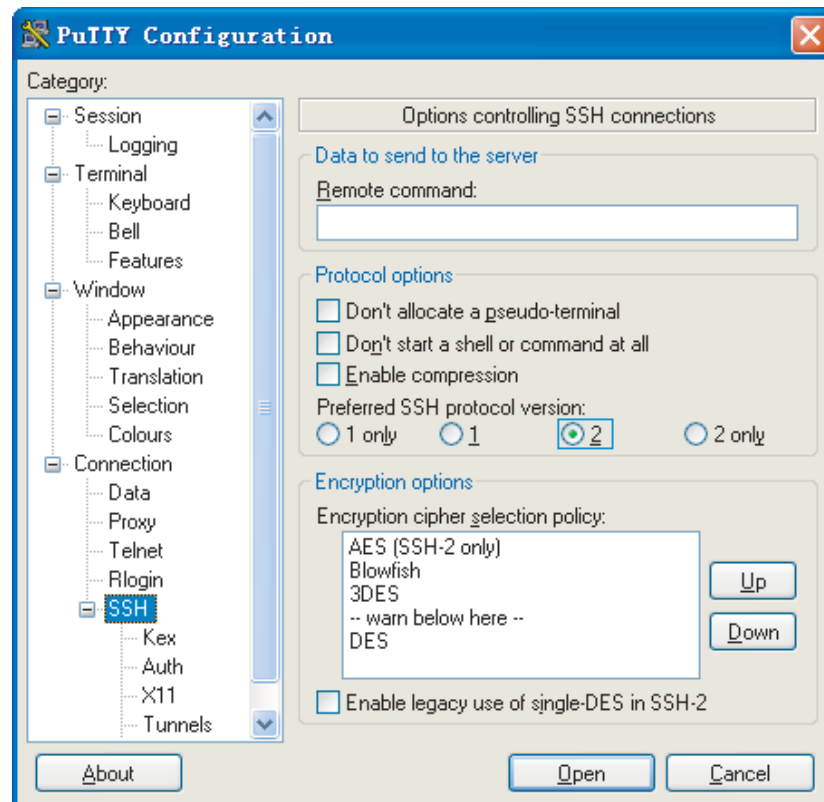 PuTTY Configuration
Category:
Session
Logging
Terminal
Keyboard
Bell
Features
Window
Appearance
Behaviour
Translation
Selection
Colours
Connection
Data
Proxy
Telnet
Rlogin
SSH
Kex
Auth
X11
Tunnels
Options controlling SSH connections
Data to send to the server
Remote command:
Protocol options
Don't allocate a pseudo-terminal
Don't start a shell or command at all
Enable compression
Preferred SSH protocol version:
1 only 1 2 2 only
Encryption options
Encryption cipher selection policy:
AES (SSH-2 only)
Blowfish
3DES
-- warn below here --
DES
Up
Down
Enable legacy use of single-DES in SSH-2
About Open Cancel